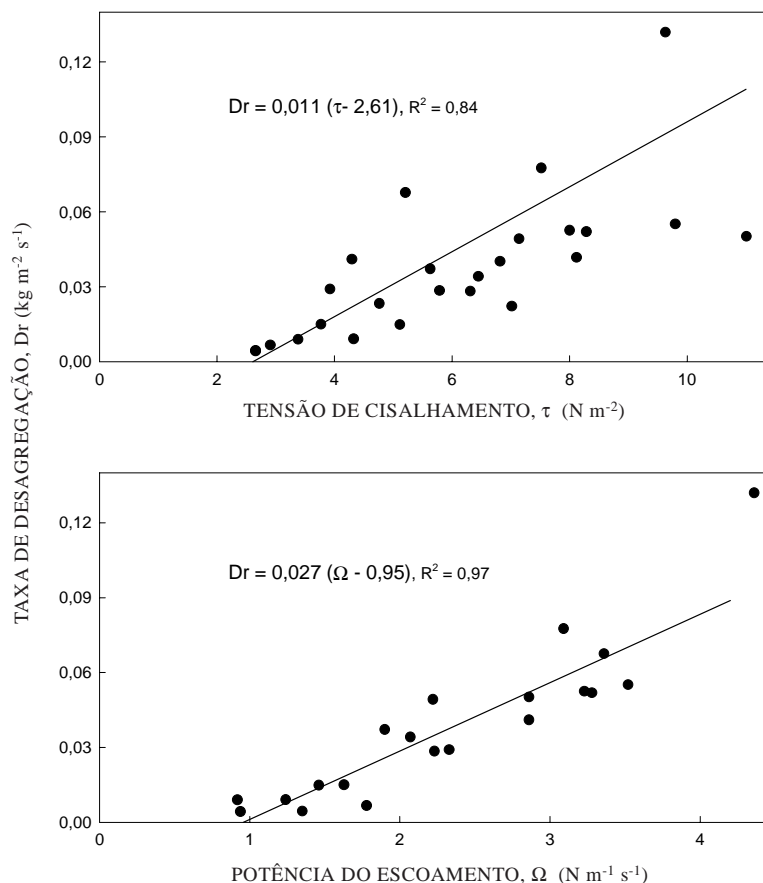 TAXA DE DESAGREGAÇÃO, Dr (kg m-2 s-1)
0,12
0,09
0,06
0,03
0,00
Dr = 0,011 (τ- 2,61), R2 = 0,84
0 2 4 6 8 10
TENSÃO DE CISALHAMENTO, τ (N m-2)
0,12
0,09
0,06
0,03
0,00
Dr = 0,027 (Ω - 0,95), R2 = 0,97
0 1 2 3 4
POTÊNCIA DO ESCOAMENTO, Ω (N m-1 s-1)